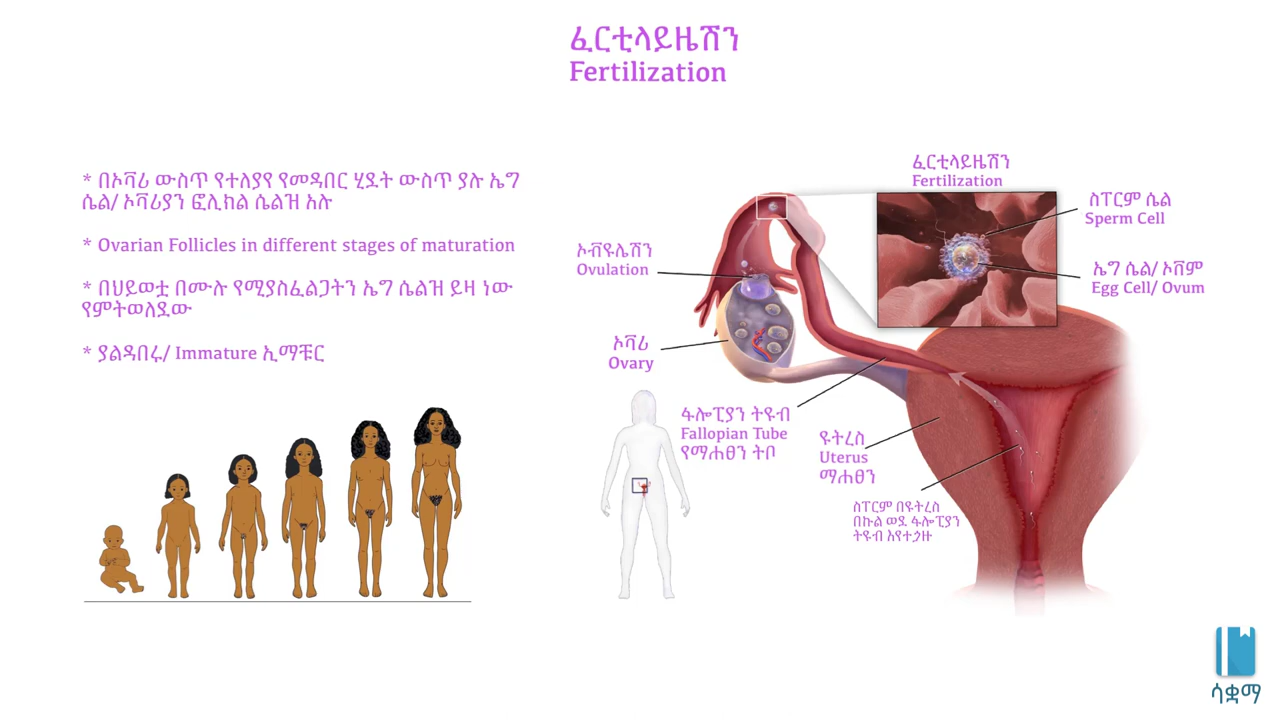 ፈርቲላይዜሽን
Fertilization
* በኦቫሪ ውስጥ የተለያየ የመዳበር ሂደት ውስጥ ያሉ ኤግ
ሴል/ ኦቫሪያን ፎሊክል ሴልዝ አሉ
* Ovarian Follicles in different stages of maturation
* በህይወቷ በሙሉ የሚያስፈልጋትን ኤግ ሴልዝ ይዛ ነው
የምትወለደው
* ያልዳበሩ/ Immature ኢማቹር
ፈርቲላይዜሽን
Fertilization
ስፐርም ሴል
Sperm Cell
ኤግ ሴል/ ኦቨም
Egg Cell/ Ovum
ኦብዩሌሽን
Ovulation
ኦቫሪ
Ovary
ፋሎፒያን ትዩብ
Fallopian Tube
የማሐፀን ትቦ
ዩትረስ
Uterus
ማሐፀን
ስፐርም በዩትረስ
በኩል ወደ ፋሎፒያን
ትዩብ እየተጓዙ
ሳቋማ